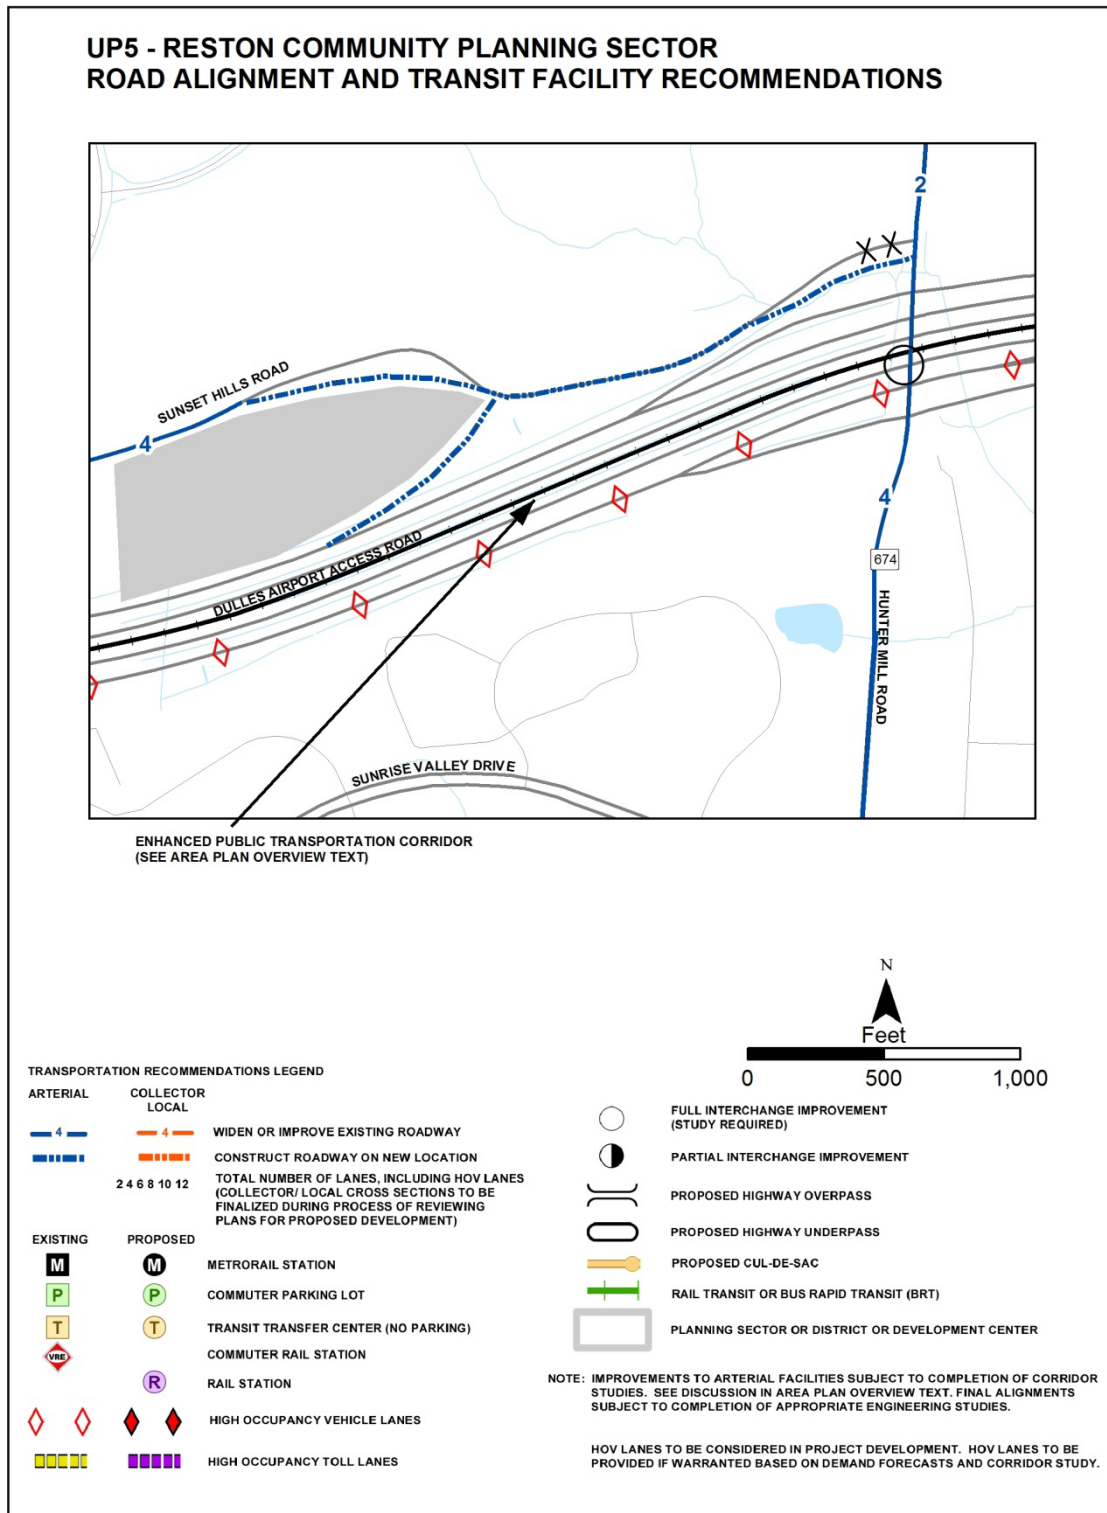 UP5 - RESTON COMMUNITY PLANNING SECTOR
ROAD ALIGNMENT AND TRANSIT FACILITY RECOMMENDATIONS
2
SUNSET HILLS ROAD
4
4
674
DULLES AIRPORT ACCESS ROAD
HUNTER MILL ROAD
SUNRISE VALLEY DRIVE
ENHANCED PUBLIC TRANSPORTATION CORRIDOR
(SEE AREA PLAN OVERVIEW TEXT)
N
Feet
0 500 1,000
TRANSPORTATION RECOMMENDATIONS LEGEND
ARTERIAL COLLECTOR
LOCAL
4 4 WIDEN OR IMPROVE EXISTING ROADWAY
CONSTRUCT ROADWAY ON NEW LOCATION
2 4 6 8 10 12 TOTAL NUMBER OF LANES, INCLUDING HOV LANES
(COLLECTOR/ LOCAL CROSS SECTIONS TO BE
FINALIZED DURING PROCESS OF REVIEWING
PLANS FOR PROPOSED DEVELOPMENT)
EXISTING PROPOSED
M M METRORAIL STATION
P P COMMUTER PARKING LOT
T T TRANSIT TRANSFER CENTER (NO PARKING)
VRE COMMUTER RAIL STATION
R RAIL STATION
HIGH OCCUPANCY VEHICLE LANES
HIGH OCCUPANCY TOLL LANES
FULL INTERCHANGE IMPROVEMENT
(STUDY REQUIRED)
PARTIAL INTERCHANGE IMPROVEMENT
PROPOSED HIGHWAY OVERPASS
PROPOSED HIGHWAY UNDERPASS
PROPOSED CUL-DE-SAC
RAIL TRANSIT OR BUS RAPID TRANSIT (BRT)
PLANNING SECTOR OR DISTRICT OR DEVELOPMENT CENTER
NOTE: IMPROVEMENTS TO ARTERIAL FACILITIES SUBJECT TO COMPLETION OF CORRIDOR
STUDIES. SEE DISCUSSION IN AREA PLAN OVERVIEW TEXT. FINAL ALIGNMENTS
SUBJECT TO COMPLETION OF APPROPRIATE ENGINEERING STUDIES.
HOV LANES TO BE CONSIDERED IN PROJECT DEVELOPMENT. HOV LANES TO BE
PROVIDED IF WARRANTED BASED ON DEMAND FORECASTS AND CORRIDOR STUDY.